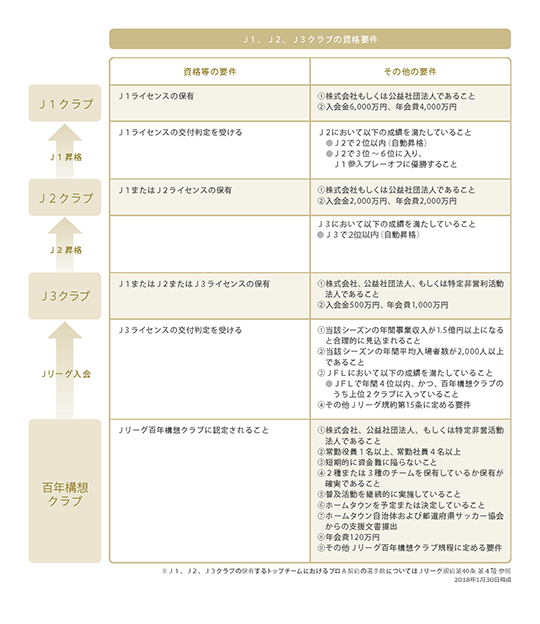 J1、J2、J3クラブの資格要件
資格等の要件
その他の要件
J1クラブ
J1ライセンスの保有
①株式会社もしくは公益社団法人であること
②入会金6,000万円、年会費4,000万円
J1昇格
J1ライセンスの交付判定を受ける
J2において以下の成績を満たしていること
●J2で2位以内（自動昇格）
●J2で3位～6位に入り、
J1参入プレーオフに優勝すること
J2クラブ
J1またはJ2ライセンスの保有
①株式会社もしくは公益社団法人であること
②入会金2,000万円、年会費2,000万円
J2昇格
J3において以下の成績を満たしていること
●J3で2位以内（自動昇格）
J3クラブ
J1またはJ2またはJ3ライセンスの保有
①株式会社、公益社団法人、もしくは特定非営利活動
法人であること
②入会金500万円、年会費1,000万円
Jリーグ入会
J3ライセンスの交付判定を受ける
①当該シーズンの年間事業収入が1.5億円以上になる
と合理的に見込まれること
②当該シーズンの年間平均入場者数が2,000人以上
であること
③JFLにおいて以下の成績を満たしていること
●JFLで年間4位以内、かつ、百年構想クラブの
うち上位2クラブに入っていること
④その他Jリーグ規約第15条に定める要件
百年構想
クラブ
Jリーグ百年構想クラブに認定されること
①株式会社、公益社団法人、もしくは特定非営活動
法人であること
②常勤役員1名以上、常勤社員4名以上
③短期的に資金難に陥らないこと
④2種または3種のチームを保有しているか保有が
確実であること
⑤普及活動を継続的に実施していること
⑥ホームタウンを予定または決定していること
⑦ホームタウン自治体および都道府県サッカー協会
からの支援文書提出
⑧年会費120万円
⑨その他Jリーグ百年構想クラブ規程に定める要件
※J1、J2、J3クラブの保有するトップチームにおけるプロA契約の選手数についてはJリーグ規約第40条 第4項 参照
2018年1月30日時点